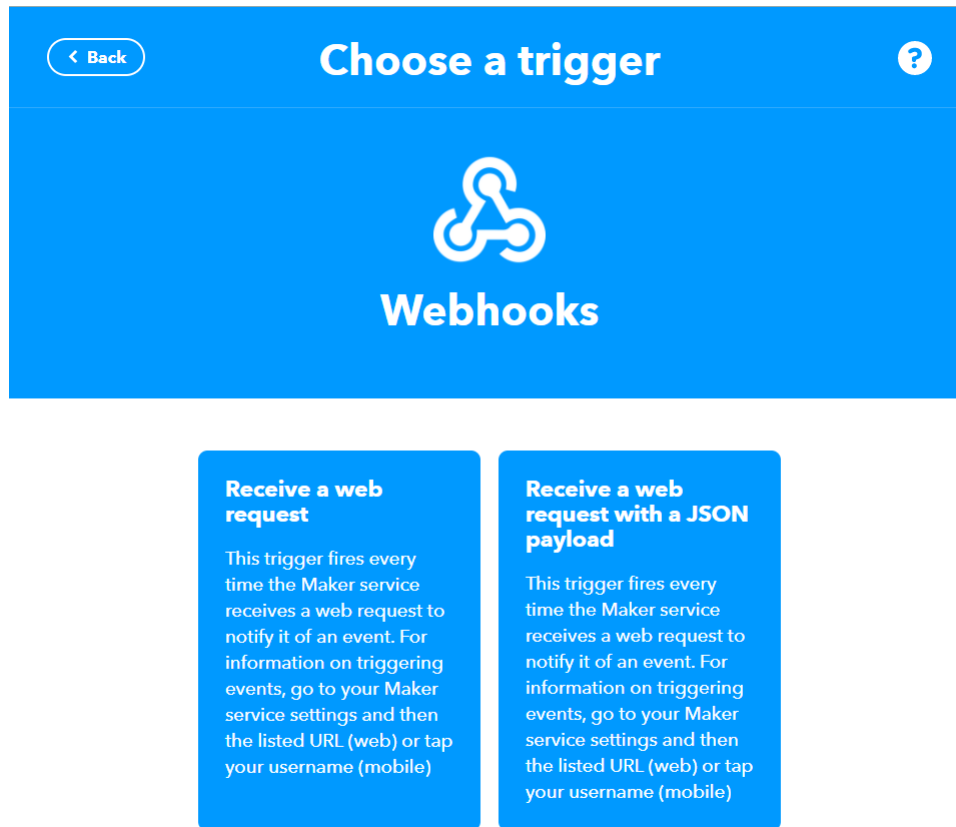 Back
Choose a trigger
?
Webhooks
Receive a web
request
This trigger fires every
time the Maker service
receives a web request to
notify it of an event. For
information on triggering
events, go to your Maker
service settings and then
the listed URL (web) or tap
your username (mobile)
Receive a web
request with a JSON
payload
This trigger fires every
time the Maker service
receives a web request to
notify it of an event. For
information on triggering
events, go to your Maker
service settings and then
the listed URL (web) or tap
your username (mobile)